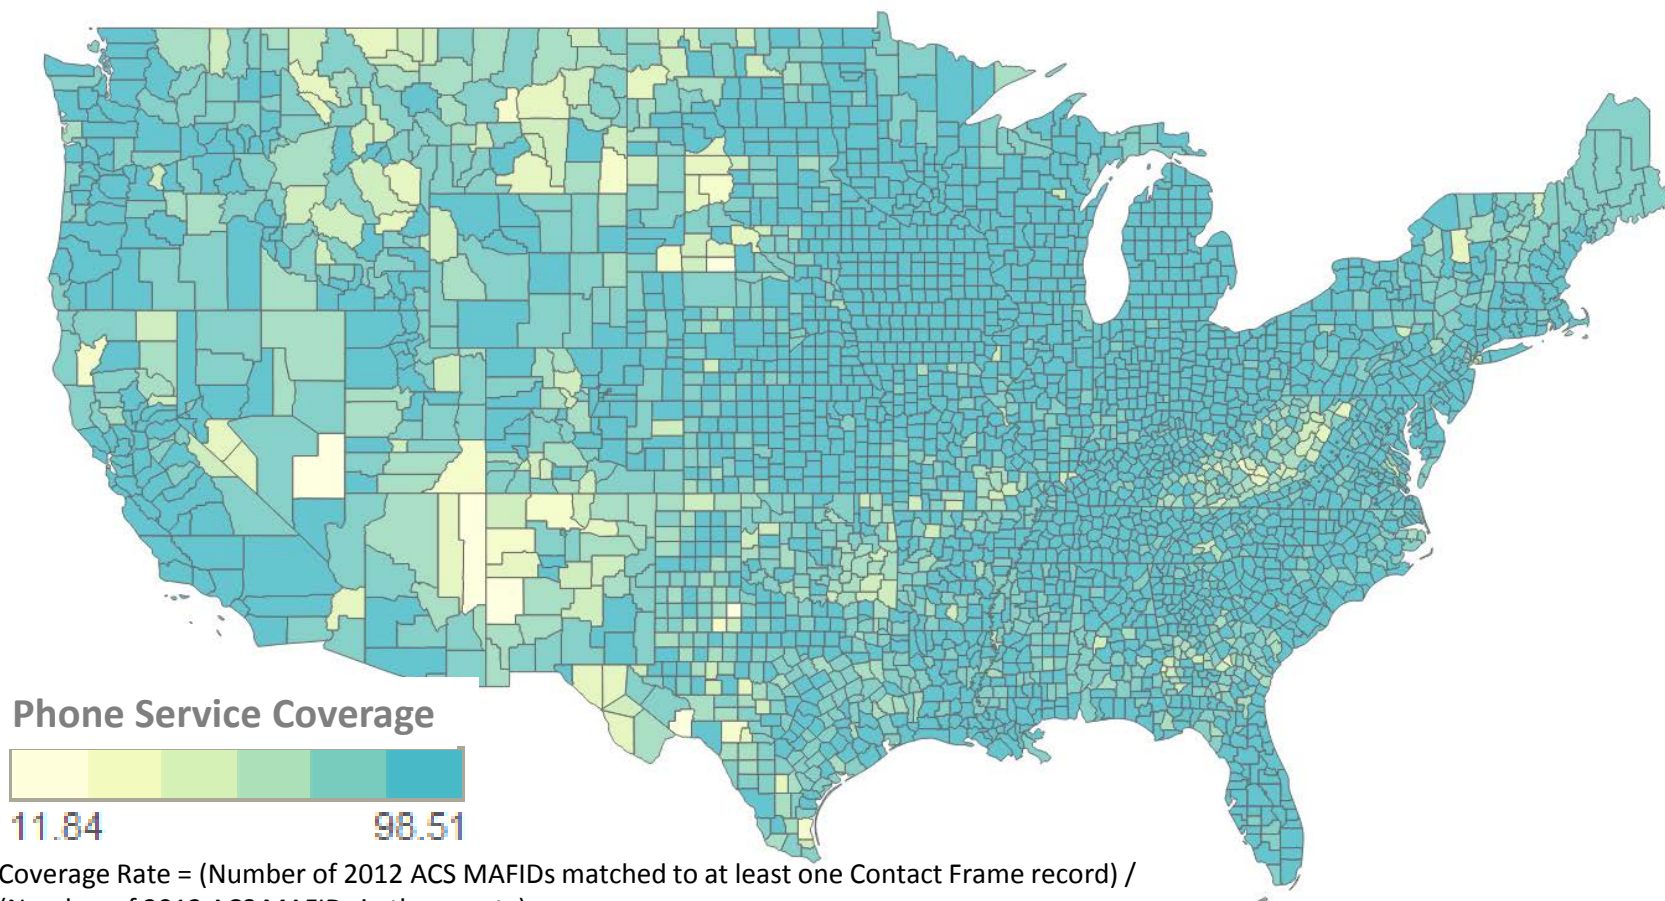 Phone Service Coverage
11.84 98.51
Coverage Rate = (Number of 2012 ACS MAFIDs matched to at least one Contact Frame record) /